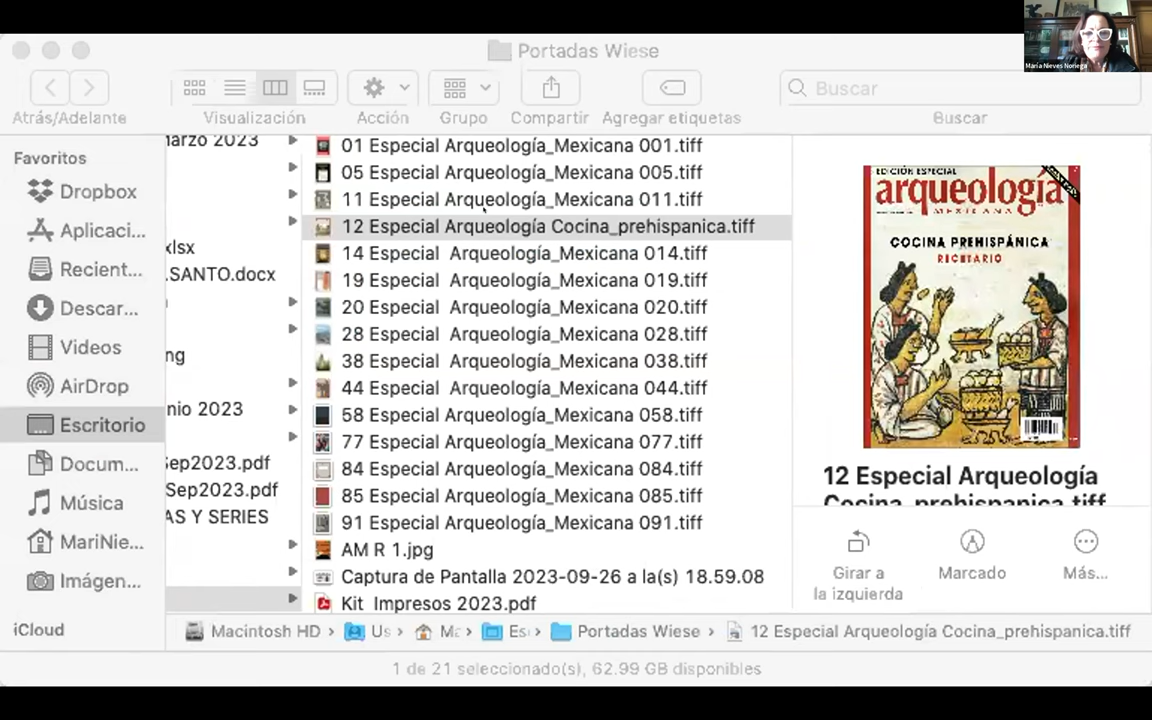 Portadas Wiese
María Nieves Noriega
Atrás/Adelante
Visualización
Acción
Grupo
Compartir
Agregar etiquetas
Buscar
Buscar
Favoritos
Dropbox
Aplicaci...
Recient...
Descar...
Videos
AirDrop
Escritorio
Docum...
Música
MariNie...
Imágen...
iCloud
marzo 2023
xlsx
.SANTO.docx
ng
nio 2023
Sep2023.pdf
Sep2023.pdf
AS Y SERIES
01 Especial Arqueología_Mexicana 001.tiff
05 Especial Arqueología_Mexicana 005.tiff
11 Especial Arqueología_Mexicana 011.tiff
12 Especial Arqueología Cocina_prehispanica.tiff
14 Especial  Arqueología_Mexicana 014.tiff
19 Especial  Arqueología_Mexicana 019.tiff
20 Especial  Arqueología_Mexicana 020.tiff
28 Especial  Arqueología_Mexicana 028.tiff
38 Especial  Arqueología_Mexicana 038.tiff
44 Especial  Arqueología_Mexicana 044.tiff
58 Especial Arqueología_Mexicana 058.tiff
77 Especial Arqueología_Mexicana 077.tiff
84 Especial Arqueología_Mexicana 084.tiff
85 Especial Arqueología_Mexicana 085.tiff
91 Especial Arqueología_Mexicana 091.tiff
AM R 1.jpg
Captura de Pantalla 2023-09-26 a la(s) 18.59.08
Kit  Impresos 2023.pdf
EDICIÓN ESPECIAL
arqueología
MEXICANA
COCINA PREHISPÁNICA
RECETARIO
12 Especial Arqueología
Cocina_prehispanica.tiff
Girar a
la izquierda
Marcado
Más...
Macintosh HD › Us › Ma › Es › Portadas Wiese › 12 Especial Arqueología Cocina_prehispanica.tiff
1 de 21 seleccionado(s), 62.99 GB disponibles